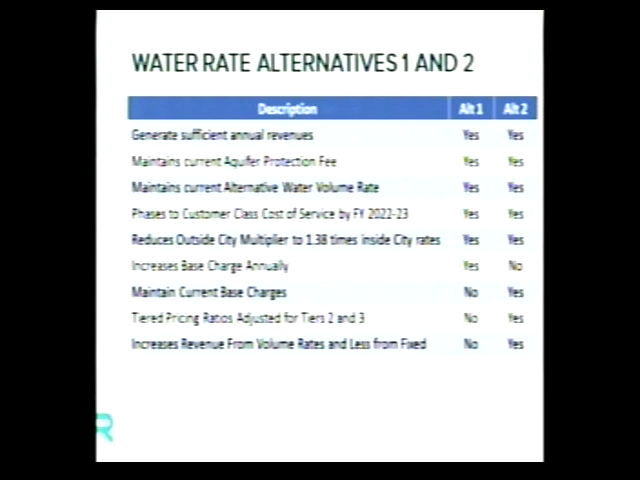 WATER RATE ALTERNATIVES 1 AND 2
Description Alt 1 Alt 2
Generate sufficient annual revenues Yes Yes
Maintains current Aquifer Protection Fee Yes Yes
Maintains current Alternative Water Volume Rate Yes Yes
Phases to Customer Class Cost of Service by FY 2022-23 Yes Yes
Reduces Outside City Multiplier to 1.38 times inside City rates Yes Yes
Increases Base Charge Annually Yes No
Maintain Current Base Charges No Yes
Tiered Pricing Ratios Adjusted for Tiers 2 and 3 No Yes
Increases Revenue From Volume Rates and Less from Fixed No Yes
R